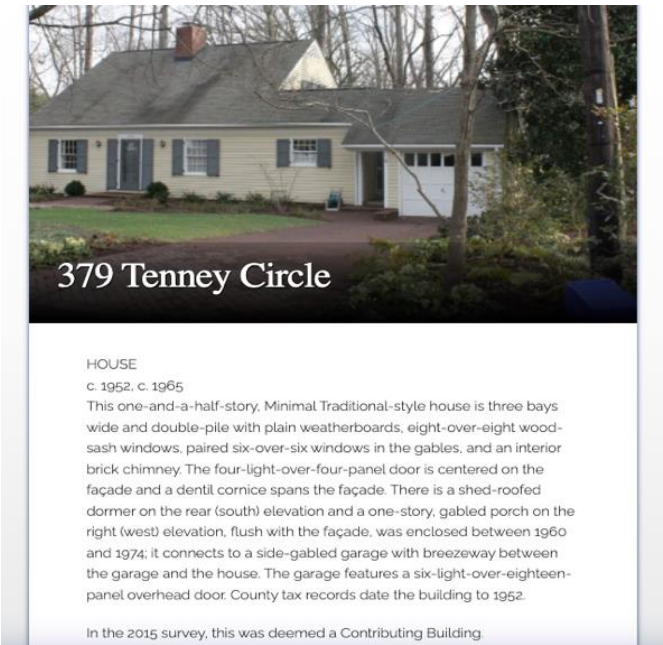 379 Tenney Circle
HOUSE
c. 1952, c. 1965
This one-and-a-half-story, Minimal Traditional-style house is three bays
wide and double-pile with plain weatherboards, eight-over-eight wood-
sash windows, paired six-over-six windows in the gables, and an interior
brick chimney. The four-light-over-four-panel door is centered on the
façade and a dentil cornice spans the façade. There is a shed-roofed
dormer on the rear (south) elevation and a one-story, gabled porch on the
right (west) elevation, flush with the façade, was enclosed between 1960
and 1974; it connects to a side-gabled garage with breezeway between
the garage and the house. The garage features a six-light-over-eighteen-
panel overhead door. County tax records date the building to 1952.
In the 2015 survey, this was deemed a Contributing Building.